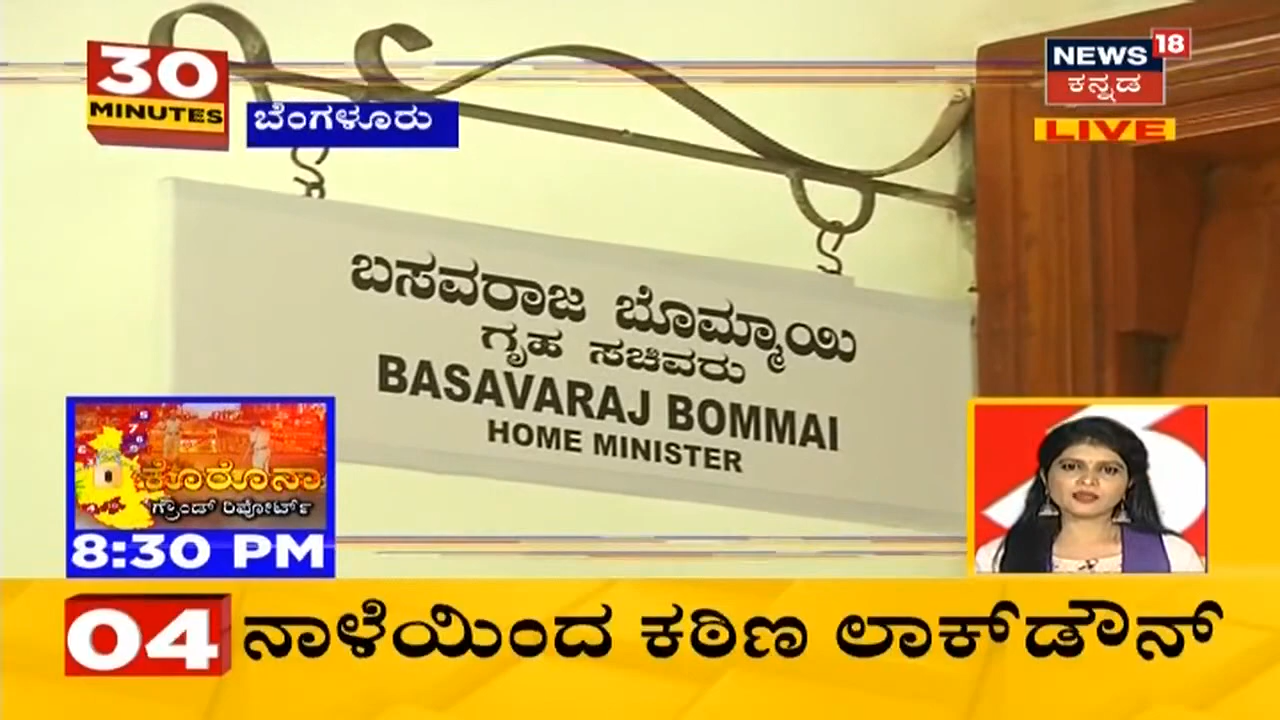 30
MINUTES
ಬೆಂಗಳೂರು
NEWS 18
ಕನ್ನಡ
LIVE
ಬಸವರಾಜ ಬೊಮ್ಮಾಯಿ
ಗೃಹ ಸಚಿವರು
BASAVARAJ BOMMAI
HOME MINISTER
ಕೊರೊನಾ
ಗ್ರೌಂಡ್ ರಿಪೋರ್ಟ್
8:30 PM
04 ನಾಳೆಯಿಂದ ಕಠಿಣ ಲಾಕ್‌ಡೌನ್